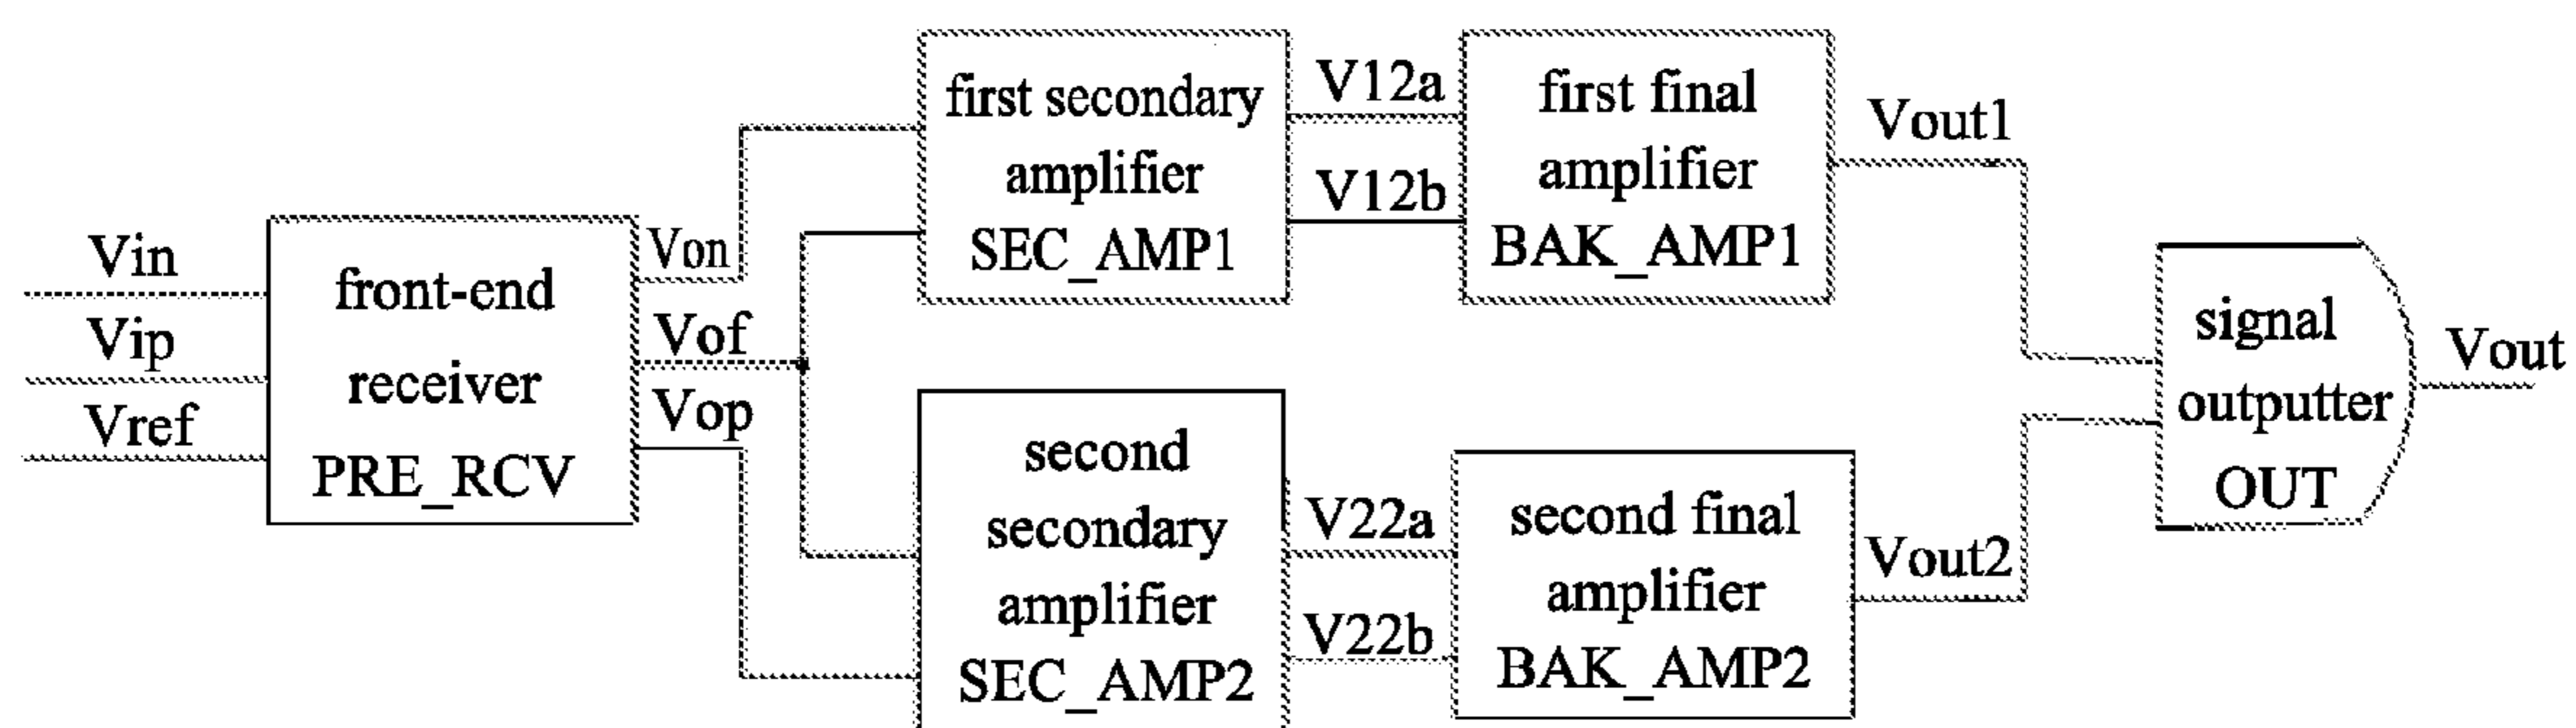 Vin
Vip
Vref
front-end
receiver
PRE_RCV
Von
Vof
Vop
first secondary
amplifier
SEC_AMP1
V12a
V12b
first final
amplifier
BAK_AMP1
Vout1
second
secondary
amplifier
SEC_AMP2
V22a
V22b
second final
amplifier
BAK_AMP2
Vout2
signal
outputter
OUT
Vout